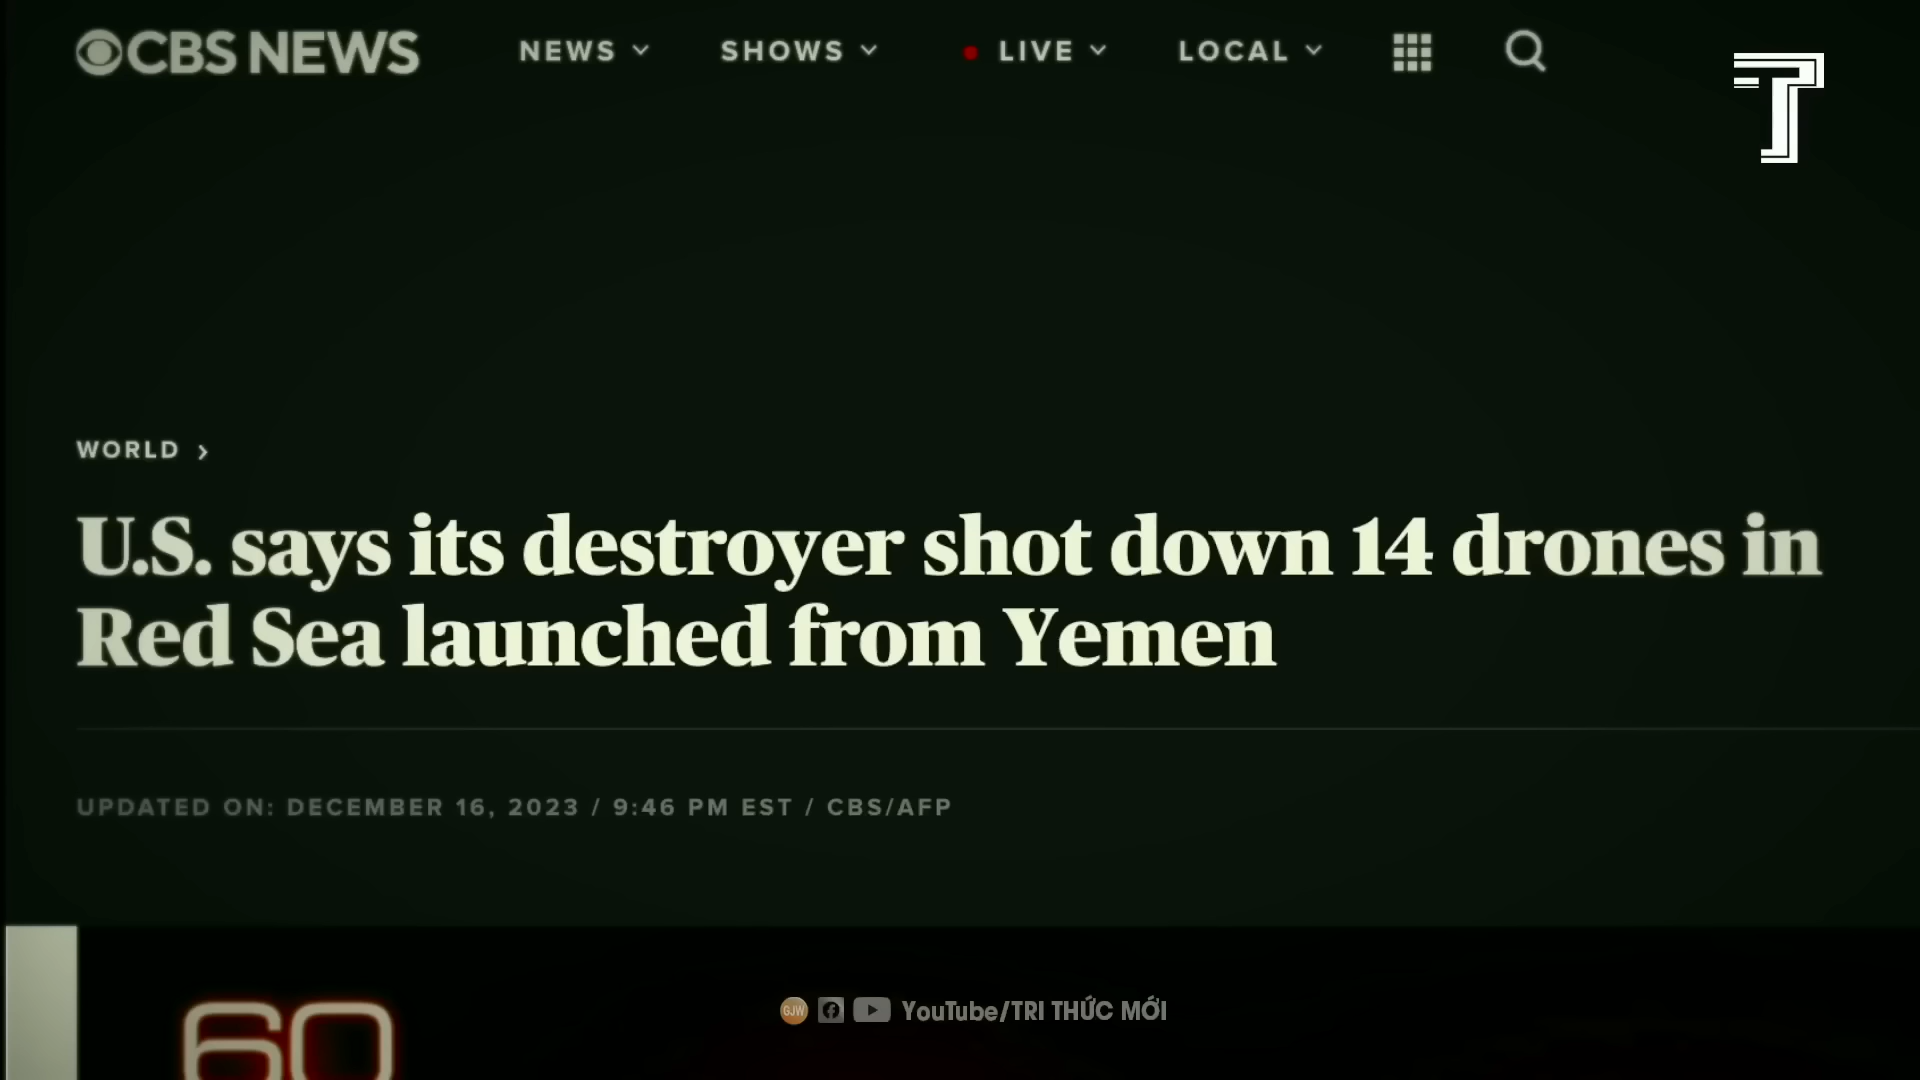 CBS NEWS
NEWS
SHOWS
LIVE
LOCAL
T
WORLD
U.S. says its destroyer shot down 14 drones in
Red Sea launched from Yemen
UPDATED ON: DECEMBER 16, 2023 / 9:46 PM EST / CBS/AFP
60
GJW
YouTube/TRI THỨC MỚI